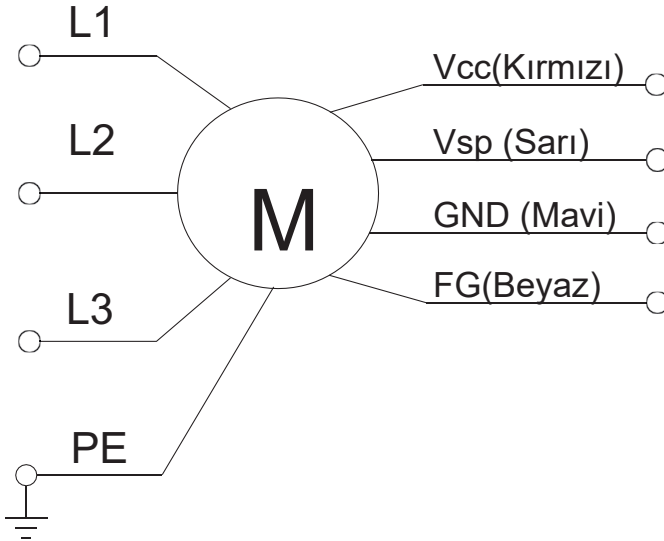 L1
L2
L3
PE
M
Vcc(Kırmızı)
Vsp (Sarı)
GND (Mavi)
FG(Beyaz)